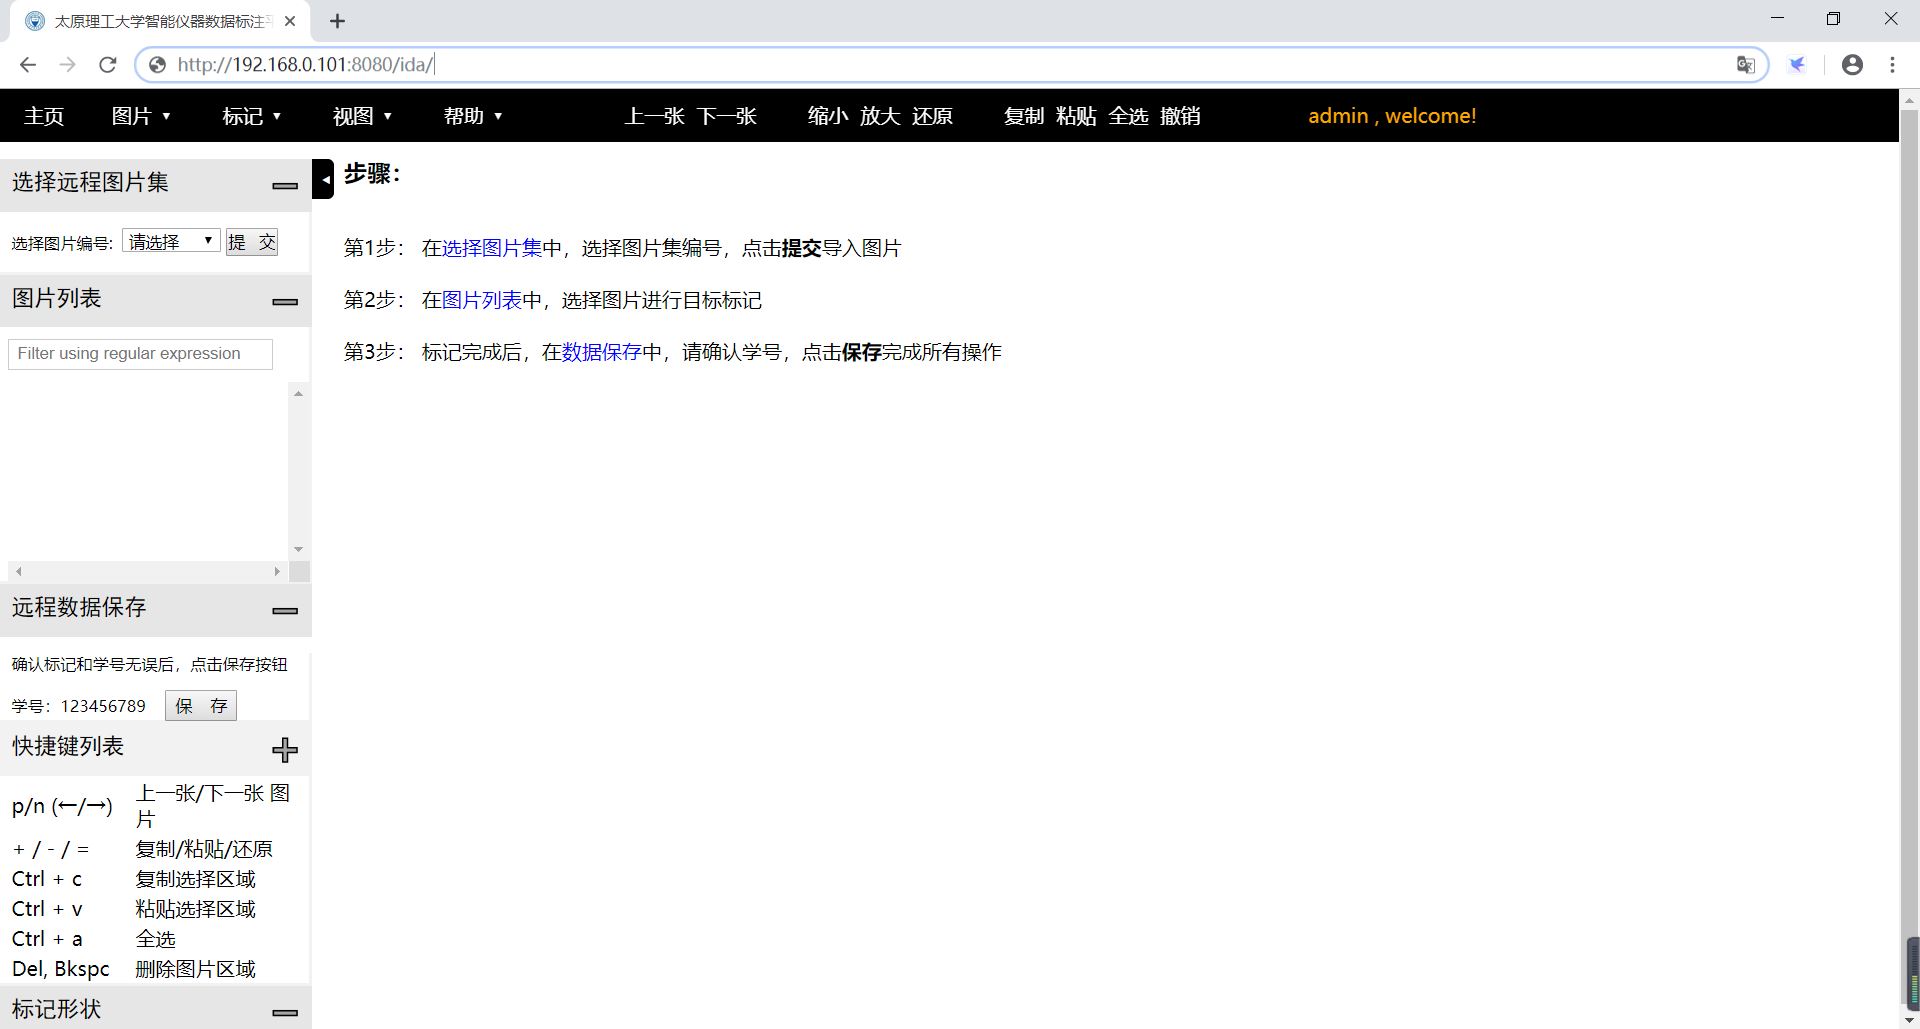 太原理工大学智能仪器数据标注
http://192.168.0.101:8080/ida/
主页 图片 ▼ 标记 ▼ 视图 ▼ 帮助 ▼ 上一张 下一张 缩小 放大 还原 复制 粘贴 全选 撤销 admin , welcome!
选择远程图片集
选择图片编号: 请选择 提 交
图片列表
Filter using regular expression
远程数据保存
确认标记和学号无误后，点击保存按钮
学号：123456789 保 存
快捷键列表
p/n (←/→) 上一张/下一张 图片
+ / - / = 复制/粘贴/还原
Ctrl + c 复制选择区域
Ctrl + v 粘贴选择区域
Ctrl + a 全选
Del, Bkspc 删除图片区域
标记形状
步骤：
第1步： 在选择图片集中，选择图片集编号，点击提交导入图片
第2步： 在图片列表中，选择图片进行目标标记
第3步： 标记完成后，在数据保存中，请确认学号，点击保存完成所有操作